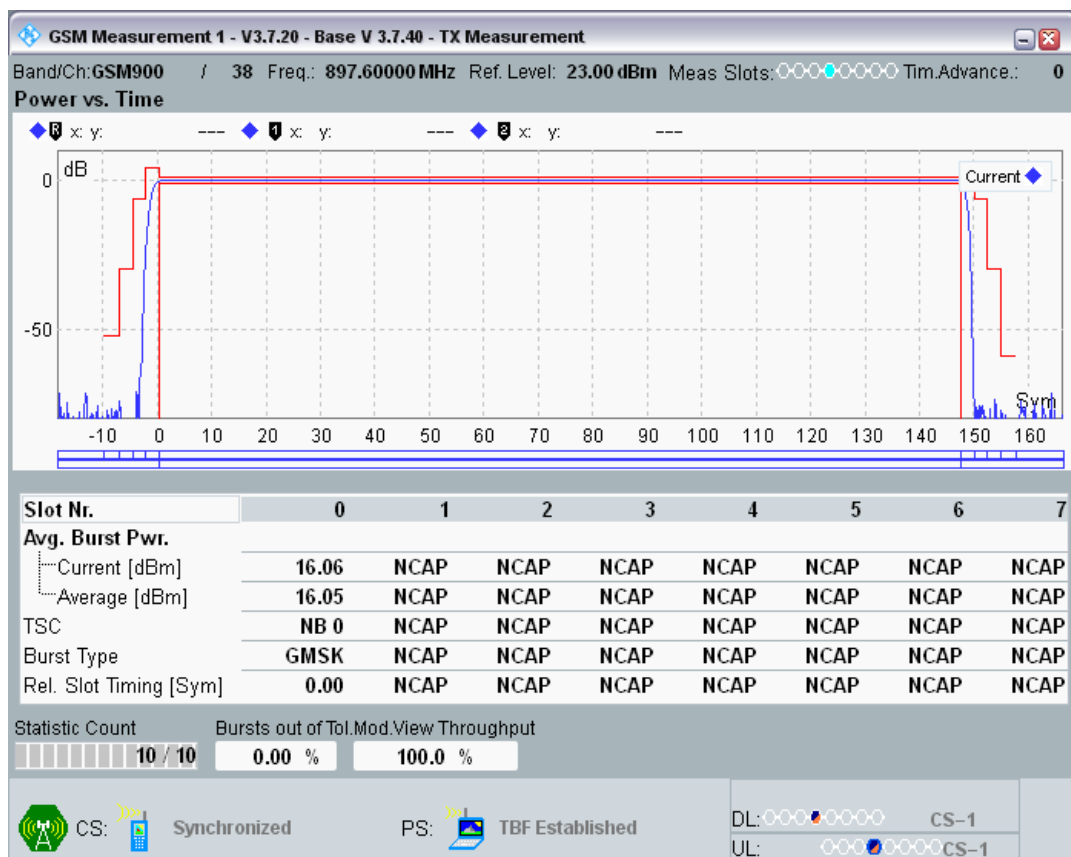 GSM Measurement 1 - V3.7.20 - Base V 3.7.40 - TX Measurement
Band/Ch:GSM900 / 38 Freq.: 897.60000 MHz Ref. Level: 23.00 dBm Meas Slots: Tim.Advance.: 0
Power vs. Time
R x: y: --- 1 x: y: --- 2 x: y: ---
dB
Current
0
-50
Sym
-10 0 10 20 30 40 50 60 70 80 90 100 110 120 130 140 150 160
Slot Nr. 0 1 2 3 4 5 6 7
Avg. Burst Pwr.
Current [dBm] 16.06 NCAP NCAP NCAP NCAP NCAP NCAP NCAP
Average [dBm] 16.05 NCAP NCAP NCAP NCAP NCAP NCAP NCAP
TSC NB 0 NCAP NCAP NCAP NCAP NCAP NCAP NCAP
Burst Type GMSK NCAP NCAP NCAP NCAP NCAP NCAP NCAP
Rel. Slot Timing [Sym] 0.00 NCAP NCAP NCAP NCAP NCAP NCAP NCAP
Statistic Count Bursts out of Tol.Mod.View Throughput
10 / 10 0.00 % 100.0 %
CS: Synchronized PS: TBF Established
DL: CS-1
UL: CS-1